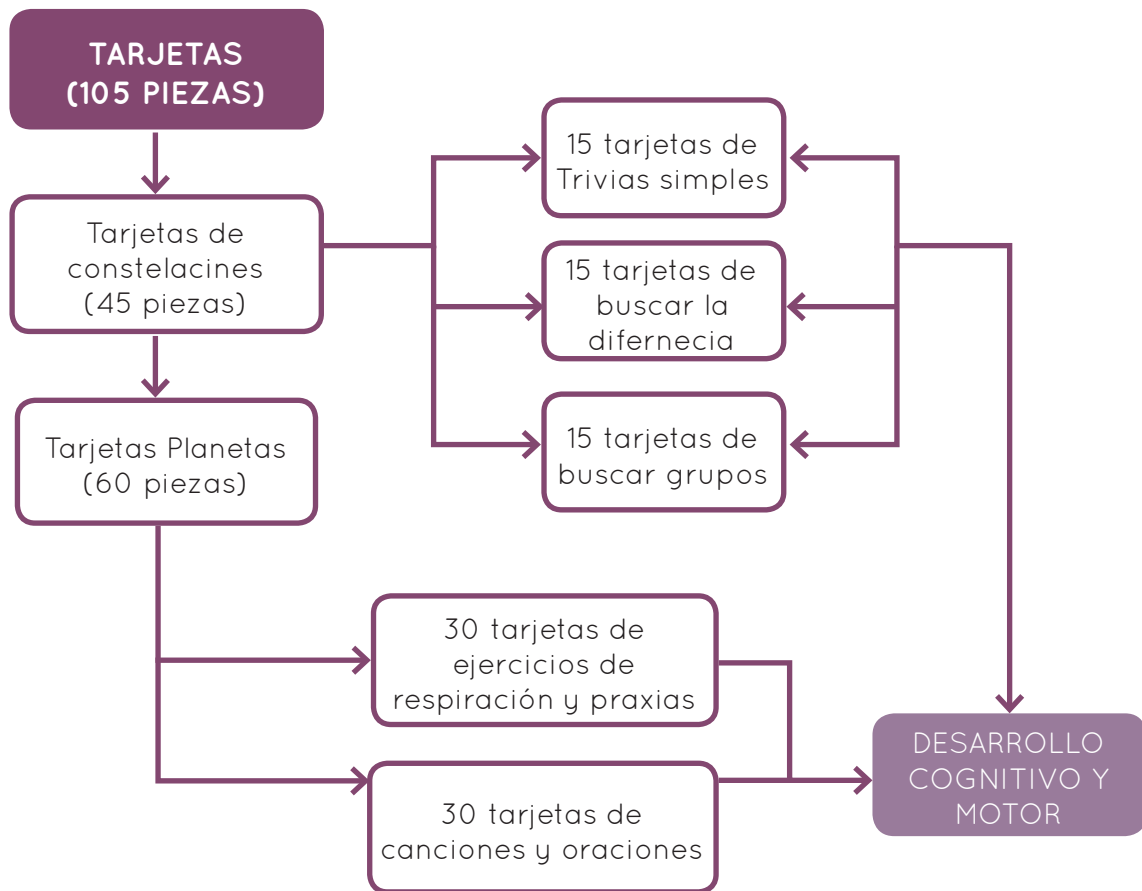 TARJETAS
(105 PIEZAS)
Tarjetas de
constelacines
(45 piezas)
Tarjetas Planetas
(60 piezas)
15 tarjetas de
Trivias simples
15 tarjetas de
buscar la
difernecia
15 tarjetas de
buscar grupos
30 tarjetas de
ejercicios de
respiración y praxias
30 tarjetas de
canciones y oraciones
DESARROLLO
COGNITIVO Y
MOTOR